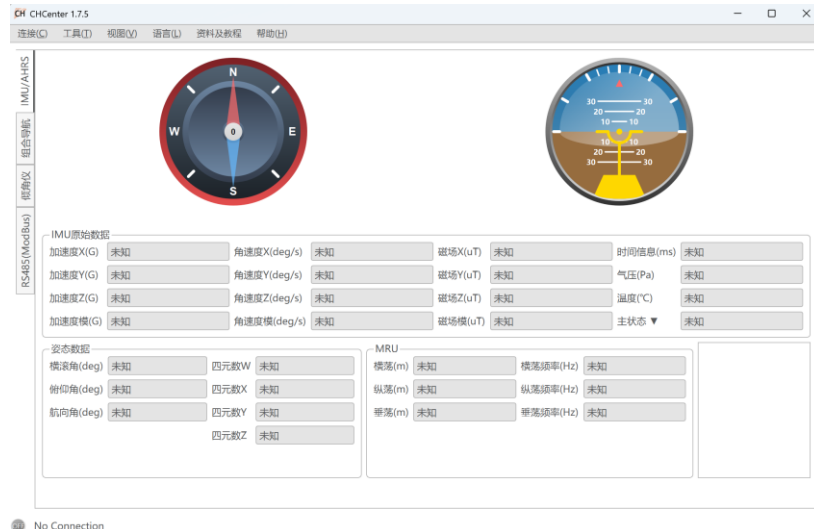 CH CHCenter 1.7.5
连接(C) 工具(T) 视图(V) 语言(L) 资料及教程 帮助(H)
IMU/AHRS
组合导航
倾角仪
RS485(ModBus)
N
W 0 E
S
30 30
20 20
10 10
10 10
20 20
30 30
IMU原始数据
加速度X(G) 未知 角速度X(deg/s) 未知 磁场X(uT) 未知 时间信息(ms) 未知
加速度Y(G) 未知 角速度Y(deg/s) 未知 磁场Y(uT) 未知 气压(Pa) 未知
加速度Z(G) 未知 角速度Z(deg/s) 未知 磁场Z(uT) 未知 温度(℃) 未知
加速度模(G) 未知 角速度模(deg/s) 未知 磁场模(uT) 未知 主状态 ▼ 未知
姿态数据 MRU
横滚角(deg) 未知 四元数W 未知 横荡(m) 未知 横荡频率(Hz) 未知
俯仰角(deg) 未知 四元数X 未知 纵荡(m) 未知 纵荡频率(Hz) 未知
航向角(deg) 未知 四元数Y 未知 垂荡(m) 未知 垂荡频率(Hz) 未知
四元数Z 未知
No Connection